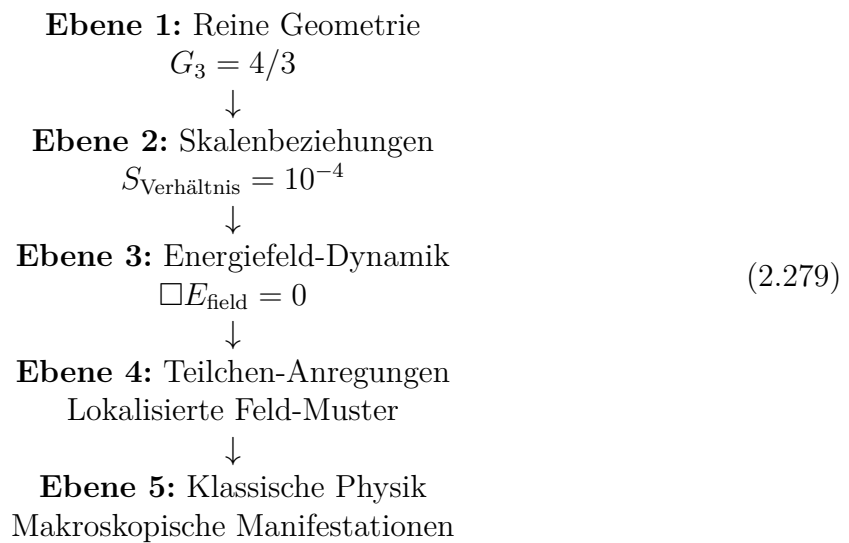 Ebene 1: Reine Geometrie
G₃ = 4/3
↓
Ebene 2: Skalenbeziehungen
S_Verhältnis = 10⁻⁴
↓
Ebene 3: Energiefeld-Dynamik
□E_field = 0
(2.279)
↓
Ebene 4: Teilchen-Anregungen
Lokalisierte Feld-Muster
↓
Ebene 5: Klassische Physik
Makroskopische Manifestationen